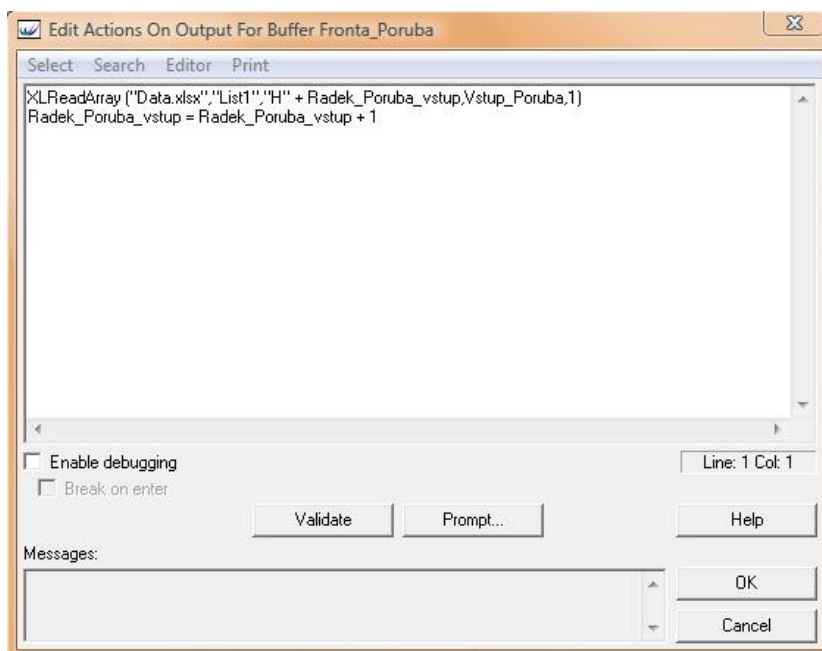 Edit Actions On Output For Buffer Fronta_Poruba
Select Search Editor Print
XLReadArray ("Data.xlsx","List1","H" + Radek_Poruba_vstup,Vstup_Poruba,1)
Radek_Poruba_vstup = Radek_Poruba_vstup + 1
Enable debugging
Line: 1 Col: 1
Break on enter
Validate Prompt... Help
Messages:
OK
Cancel